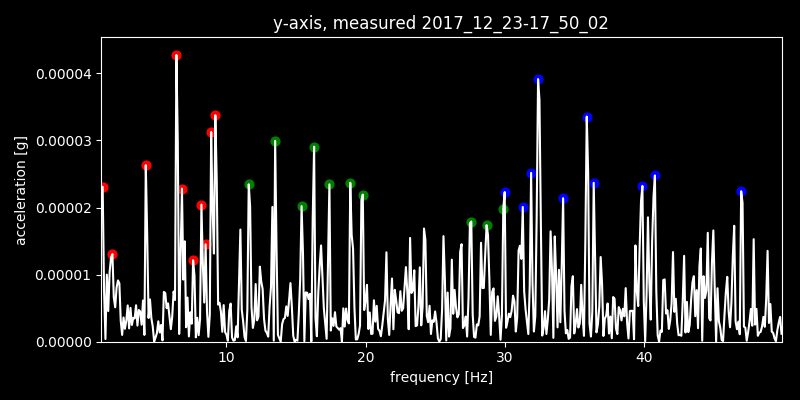 y-axis, measured 2017_12_23-17_50_02
0.00004
0.00003
0.00002
0.00001
0.00000
acceleration [g]
10 20 30 40
frequency [Hz]